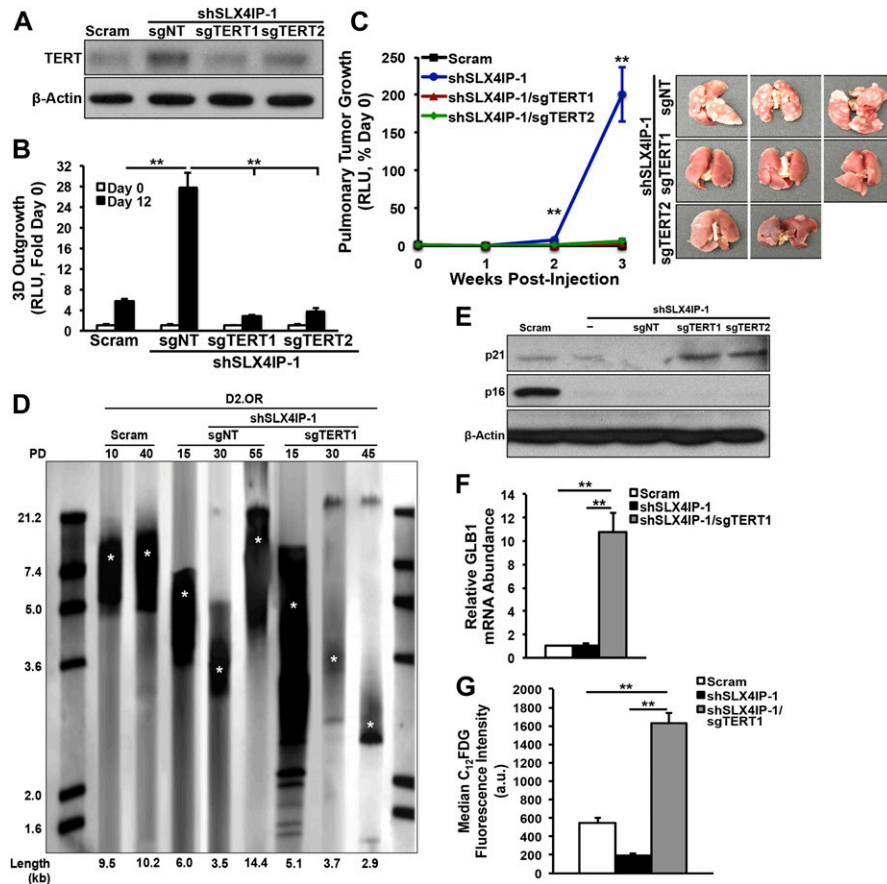 A
shSLX4IP-1
Scram sgNT sgTERT1 sgTERT2
TERT
β-Actin
B
3D Outgrowth
(RLU, Fold Day 0)
32
28
24
20
16
12
8
4
0
Day 0
Day 12
**
**
Scram sgNT sgTERT1 sgTERT2
shSLX4IP-1
C
Pulmonary Tumor Growth
(RLU, % Day 0)
250
200
150
100
50
0
Scram
shSLX4IP-1
shSLX4IP-1/sgTERT1
shSLX4IP-1/sgTERT2
**
**
0 1 2 3
Weeks Post-Injection
shSLX4IP-1
sgNT
sgTERT1
sgTERT2
D
D2.OR
shSLX4IP-1
Scram sgNT sgTERT1
PD 10 40 15 30 55 15 30 45
21.2
7.4
5.0
3.6
2.0
1.6
* * * * * * * *
Length
(kb)
9.5 10.2 6.0 3.5 14.4 5.1 3.7 2.9
E
shSLX4IP-1
Scram – sgNT sgTERT1 sgTERT2
p21
p16
β-Actin
F
Relative GLB1
mRNA Abundance
14
12
10
8
6
4
2
0
**
**
Scram
shSLX4IP-1
shSLX4IP-1/sgTERT1
G
Median C₁₂FDG
Fluorescence Intensity
(a.u.)
2000
1800
1600
1400
1200
1000
800
600
400
200
0
**
**
Scram
shSLX4IP-1
shSLX4IP-1/
sgTERT1